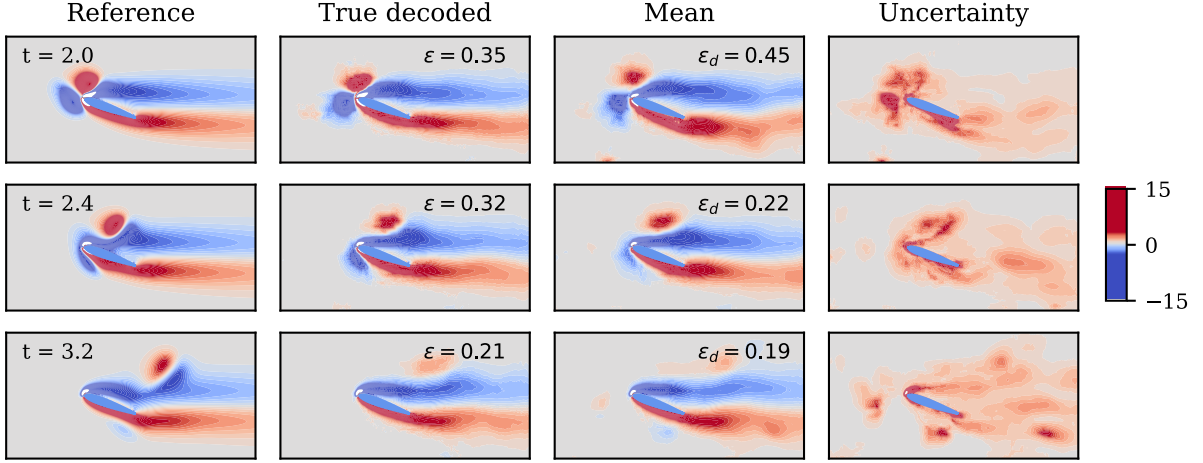 Reference True decoded Mean Uncertainty
t = 2.0 ε = 0.35 ε_d = 0.45
t = 2.4 ε = 0.32 ε_d = 0.22
15
0
−15
t = 3.2 ε = 0.21 ε_d = 0.19